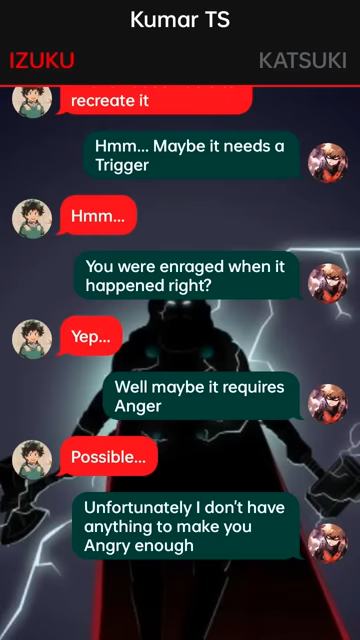 Kumar TS
IZUKU
KATSUKI
recreate it
Hmm... Maybe it needs a
Trigger
Hmm...
You were enraged when it
happened right?
Yep...
Well maybe it requires
Anger
Possible...
Unfortunately I don't have
anything to make you
Angry enough